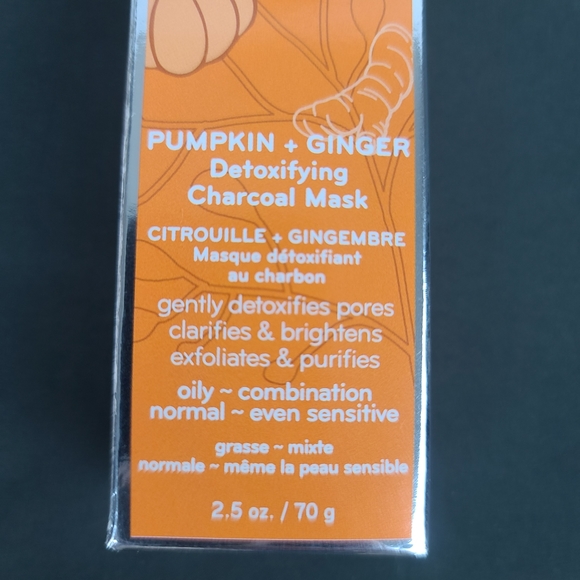 PUMPKIN + GINGER
Detoxifying
Charcoal Mask
CITROUILLE + GINGEMBRE
Masque détoxifiant
au charbon
gently detoxifies pores
clarifies & brightens
exfoliates & purifies
oily ~ combination
normal ~ even sensitive
grasse ~ mixte
normale ~ même la peau sensible
2.5 oz. / 70 g